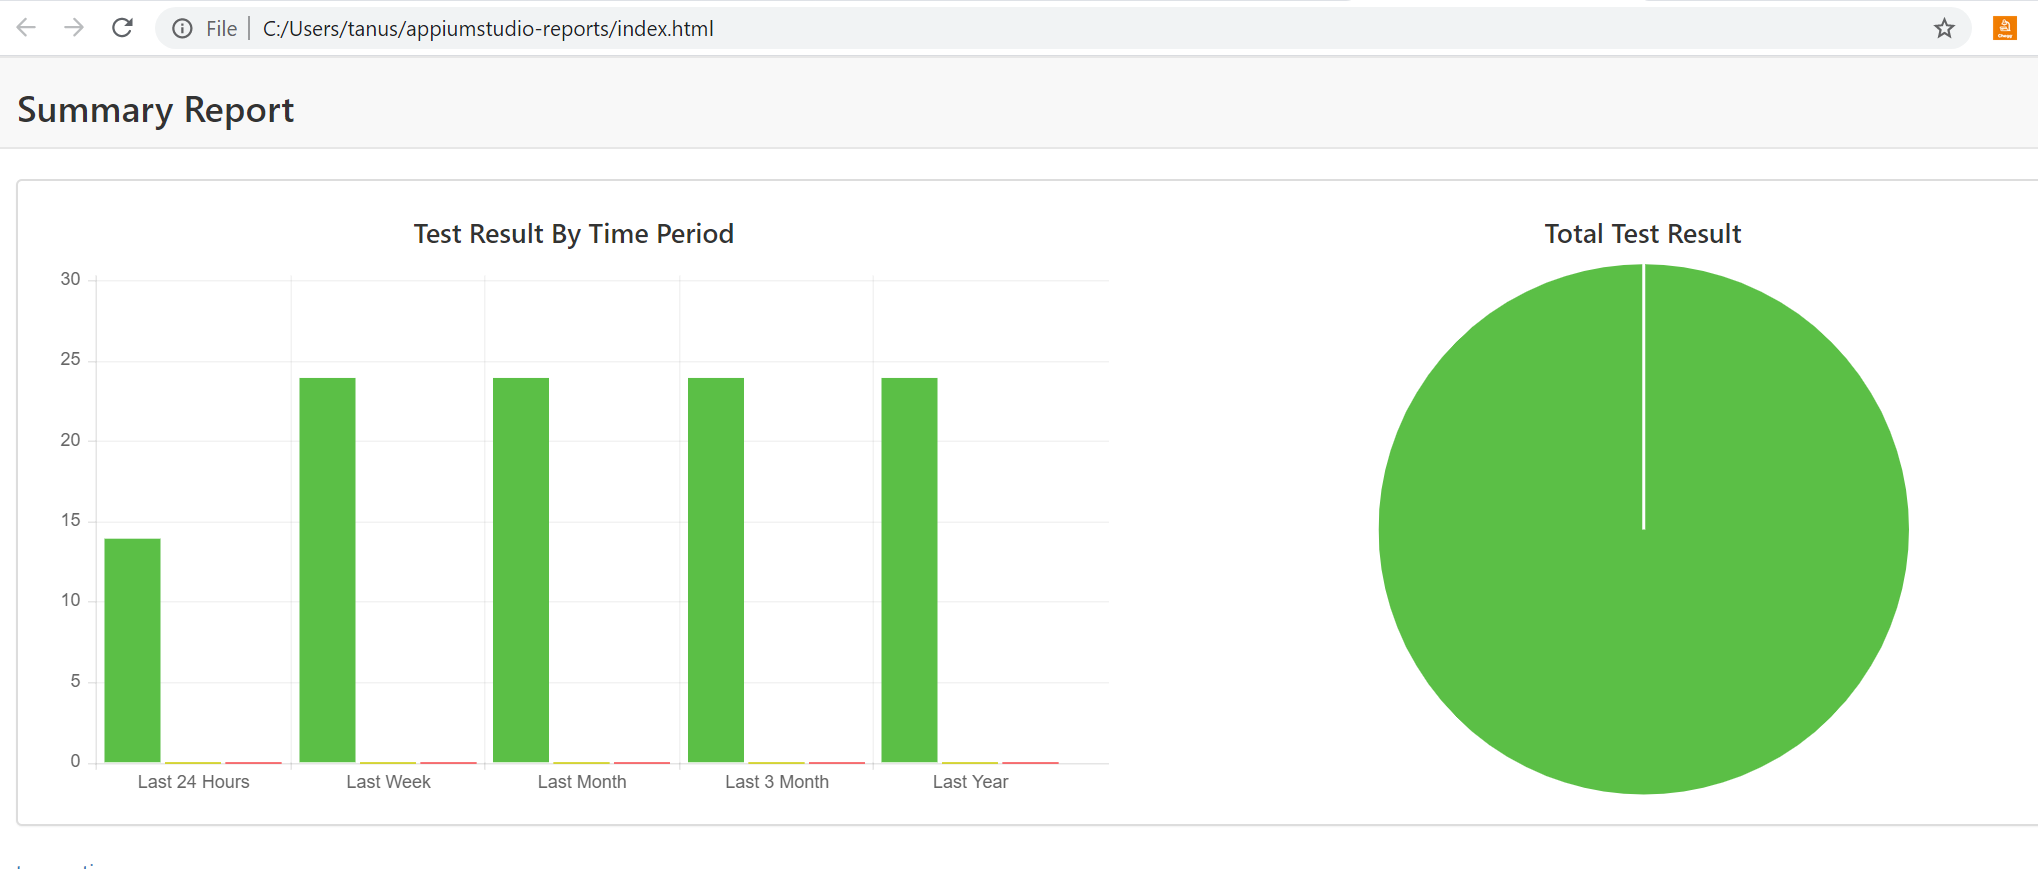 File C:/Users/tanus/appiumstudio-reports/index.html
Summary Report
Test Result By Time Period
Total Test Result
30
25
20
15
10
5
0
Last 24 Hours Last Week Last Month Last 3 Month Last Year